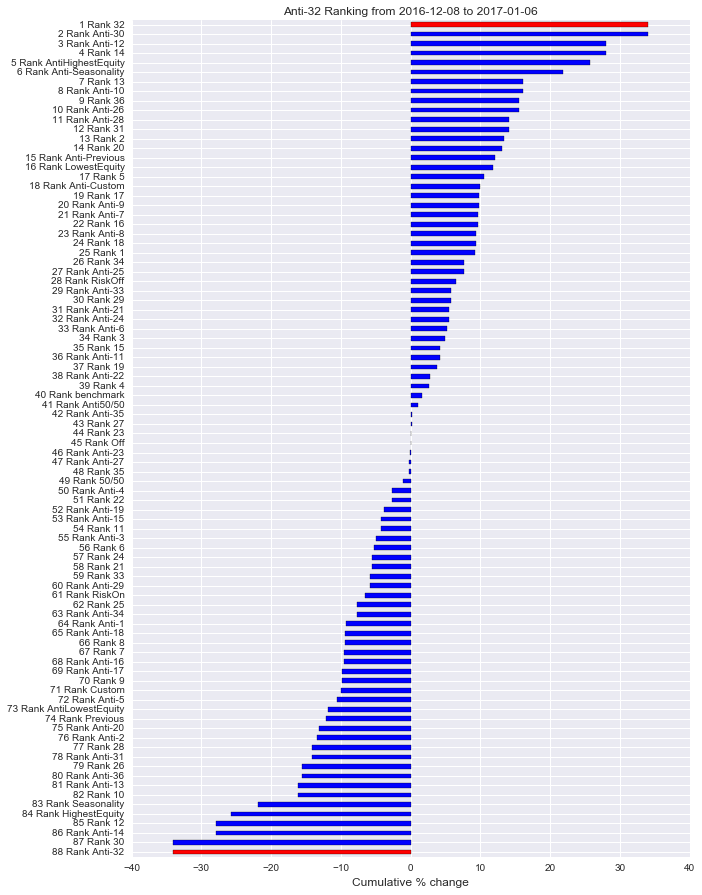 Anti-32 Ranking from 2016-12-08 to 2017-01-06
1 Rank 32
2 Rank Anti-30
3 Rank Anti-12
4 Rank 14
5 Rank AntiHighestEquity
6 Rank Anti-Seasonality
7 Rank 13
8 Rank Anti-10
9 Rank 36
10 Rank Anti-26
11 Rank Anti-28
12 Rank 31
13 Rank 2
14 Rank 20
15 Rank Anti-Previous
16 Rank LowestEquity
17 Rank 5
18 Rank Anti-Custom
19 Rank 17
20 Rank Anti-9
21 Rank Anti-7
22 Rank 16
23 Rank Anti-8
24 Rank 18
25 Rank 1
26 Rank 34
27 Rank Anti-25
28 Rank RiskOff
29 Rank Anti-33
30 Rank 29
31 Rank Anti-21
32 Rank Anti-24
33 Rank Anti-6
34 Rank 3
35 Rank 15
36 Rank Anti-11
37 Rank 19
38 Rank Anti-22
39 Rank 4
40 Rank benchmark
41 Rank Anti50/50
42 Rank Anti-35
43 Rank 27
44 Rank 23
45 Rank Off
46 Rank Anti-23
47 Rank Anti-27
48 Rank 35
49 Rank 50/50
50 Rank Anti-4
51 Rank 22
52 Rank Anti-19
53 Rank Anti-15
54 Rank 11
55 Rank Anti-3
56 Rank 6
57 Rank 24
58 Rank 21
59 Rank 33
60 Rank Anti-29
61 Rank RiskOn
62 Rank 25
63 Rank Anti-34
64 Rank Anti-1
65 Rank Anti-18
66 Rank 8
67 Rank 7
68 Rank Anti-16
69 Rank Anti-17
70 Rank 9
71 Rank Custom
72 Rank Anti-5
73 Rank AntiLowestEquity
74 Rank Previous
75 Rank Anti-20
76 Rank Anti-2
77 Rank 28
78 Rank Anti-31
79 Rank 26
80 Rank Anti-36
81 Rank Anti-13
82 Rank 10
83 Rank Seasonality
84 Rank HighestEquity
85 Rank 12
86 Rank Anti-14
87 Rank 30
88 Rank Anti-32
−40 −30 −20 −10 0 10 20 30 40
Cumulative % change